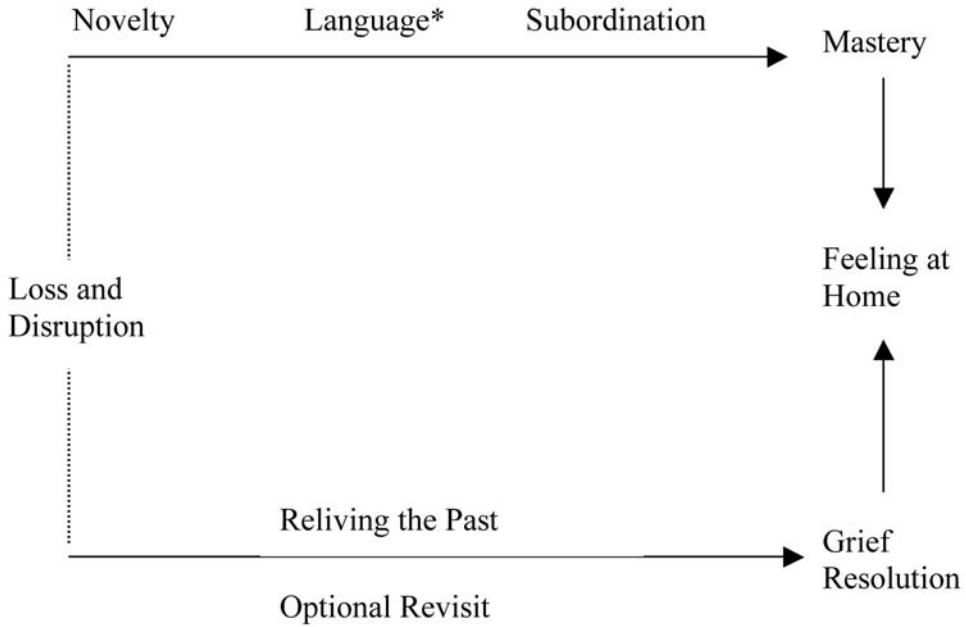 Novelty
Language*
Subordination
Mastery
Feeling at
Home
Loss and
Disruption
Reliving the Past
Grief
Resolution
Optional Revisit